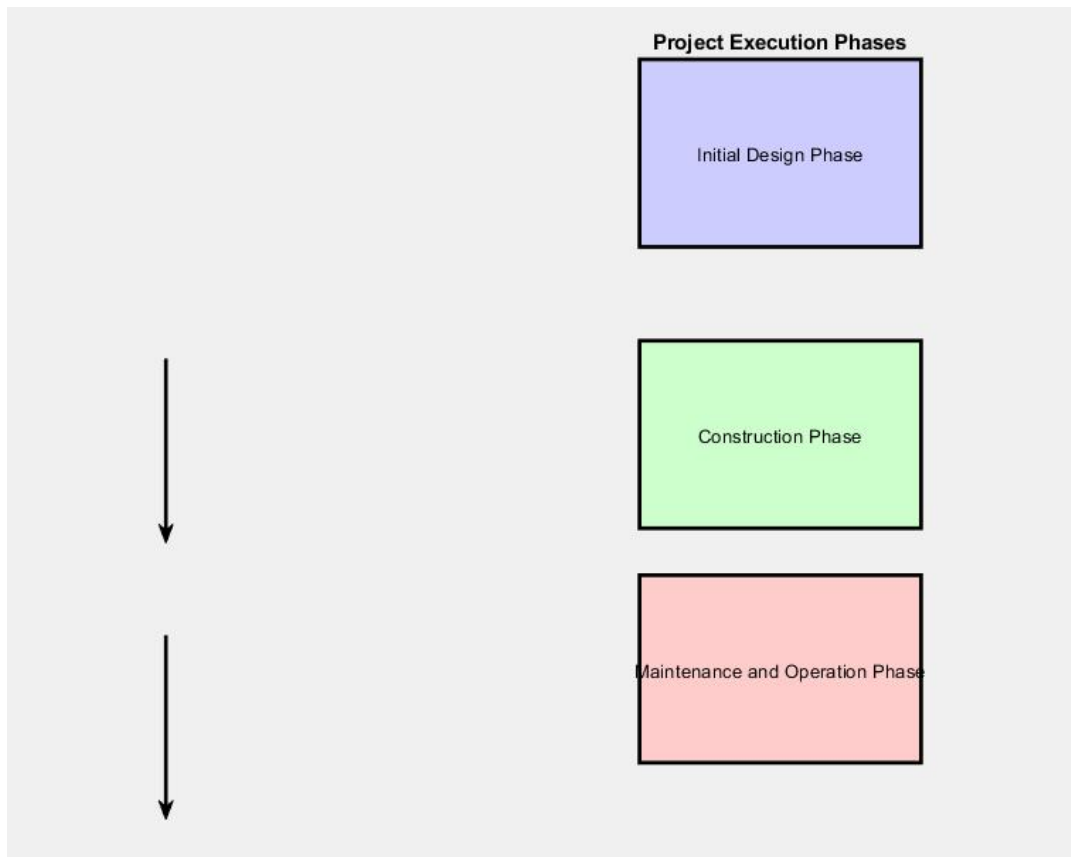 Project Execution Phases
Initial Design Phase
Construction Phase
Maintenance and Operation Phase